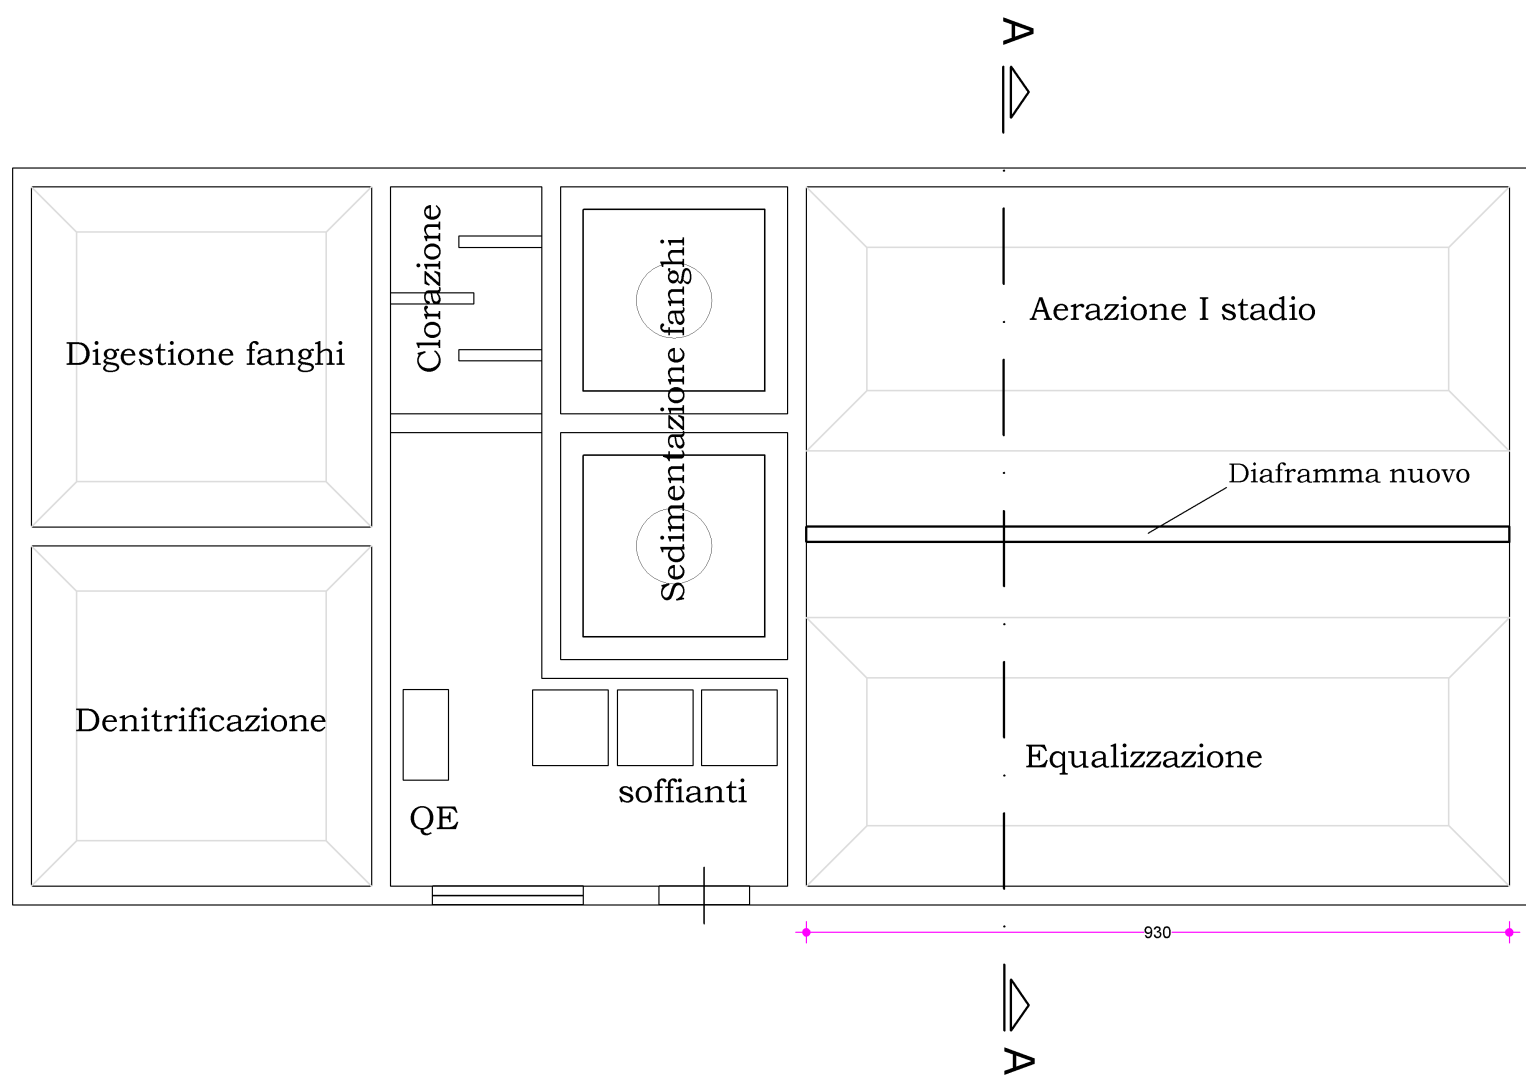 A
Clorazione
Sedimentazione fanghi
Aerazione I stadio
Digestione fanghi
Diaframma nuovo
Denitrificazione
Equalizzazione
soffianti
QE
930
A